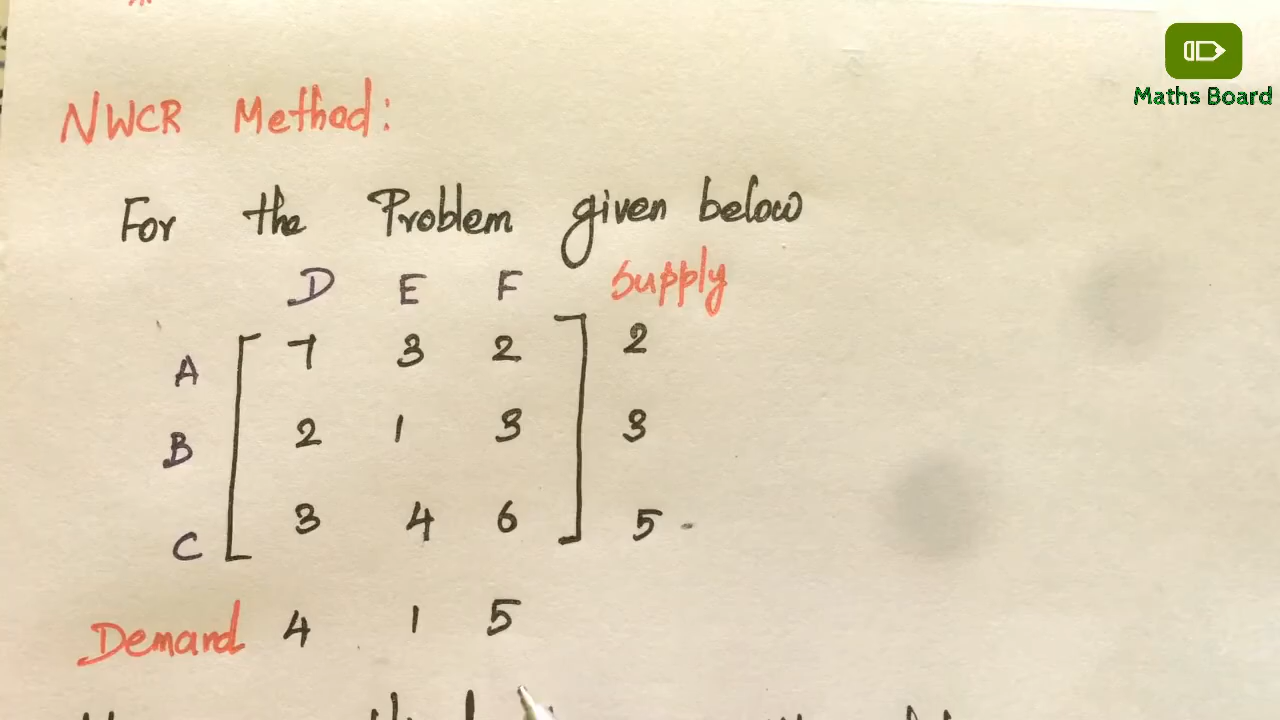 Maths Board
NWCR Method:
For the Problem given below
D E F Supply
A 7 3 2 2
B 2 1 3 3
C 3 4 6 5
Demand 4 1 5